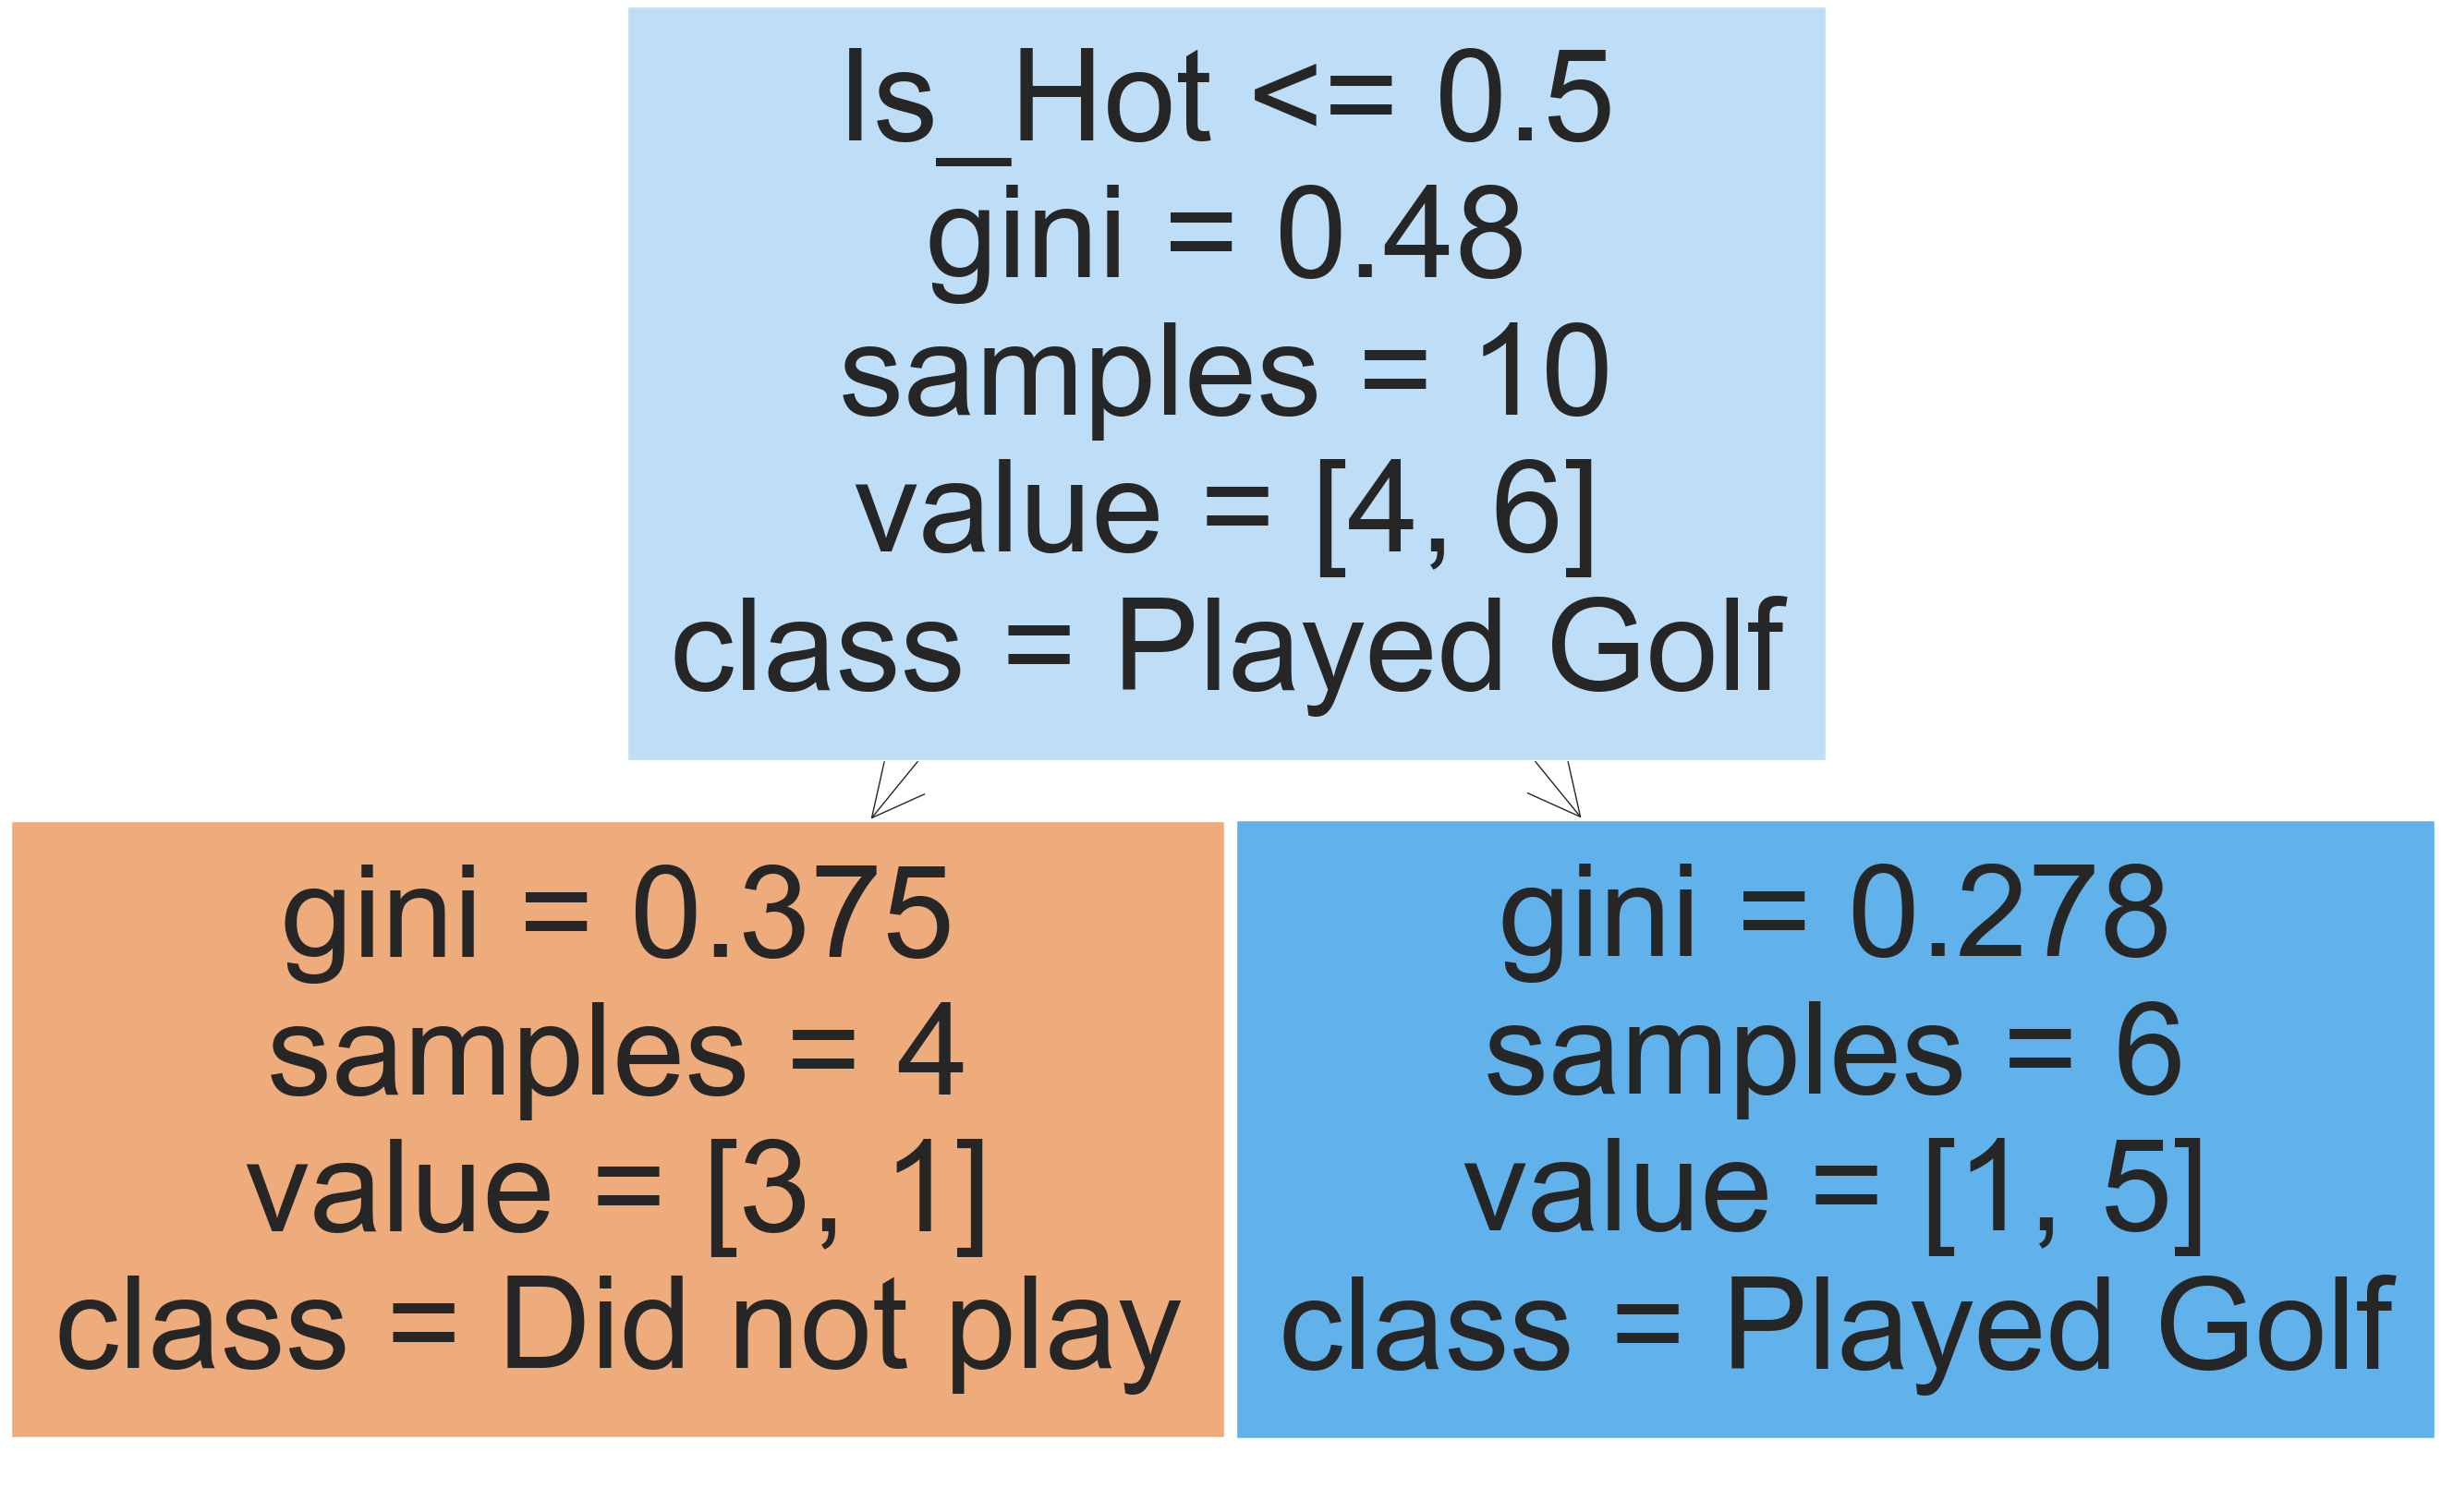 Is_Hot <= 0.5
gini = 0.48
samples = 10
value = [4, 6]
class = Played Golf
gini = 0.375
samples = 4
value = [3, 1]
class = Did not play
gini = 0.278
samples = 6
value = [1, 5]
class = Played Golf